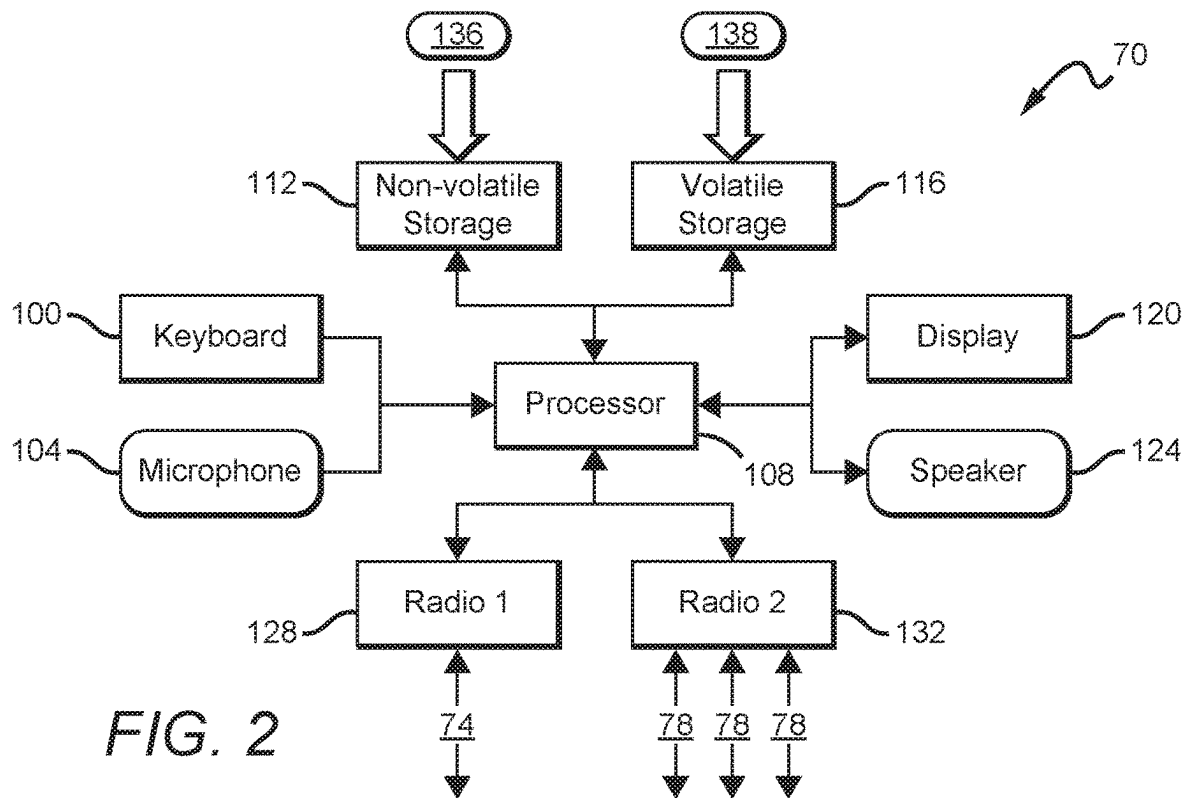 136
138
70
112
Non-volatile
Storage
Volatile
Storage
116
100
Keyboard
Display
120
Processor
104
Microphone
108
Speaker
124
Radio 1
Radio 2
128
132
FIG. 2
74
78
78
78